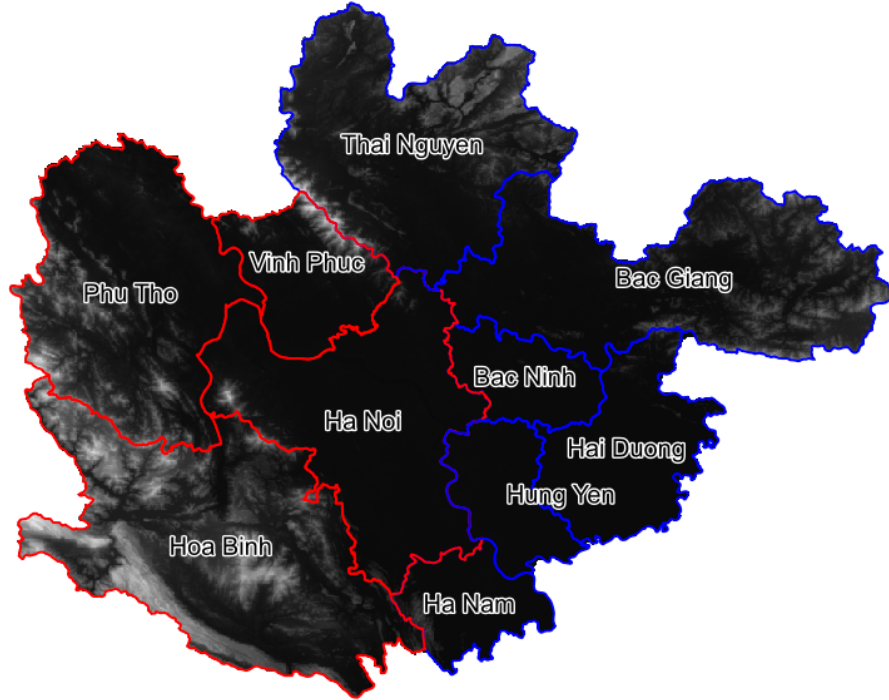 Thai Nguyen
Vinh Phuc
Bac Giang
Phu Tho
Bac Ninh
Ha Noi
Hai Duong
Hung Yen
Hoa Binh
Ha Nam